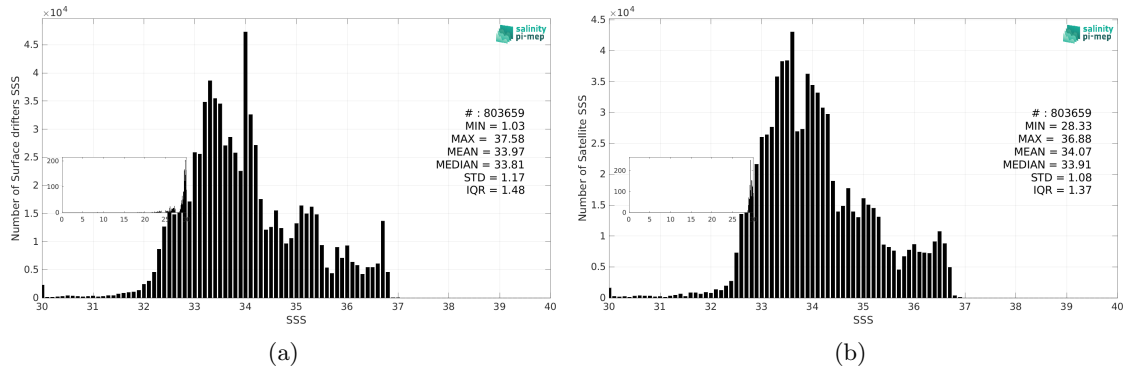 ×10⁴
4.5
4
3.5
3
2.5
2
1.5
1
0.5
0
Number of Surface drifters SSS
salinity
pi-mep
# : 803659
MIN = 1.03
MAX = 37.58
MEAN = 33.97
MEDIAN = 33.81
STD = 1.17
IQR = 1.48
200
100
0
0 5 10 15 20 25
30 31 32 33 34 35 36 37 38 39 40
SSS
(a)
×10⁴
4.5
4
3.5
3
2.5
2
1.5
1
0.5
0
Number of Satellite SSS
salinity
pi-mep
# : 803659
MIN = 28.33
MAX = 36.88
MEAN = 34.07
MEDIAN = 33.91
STD = 1.08
IQR = 1.37
200
100
0
0 5 10 15 20 25
30 31 32 33 34 35 36 37 38 39 40
SSS
(b)